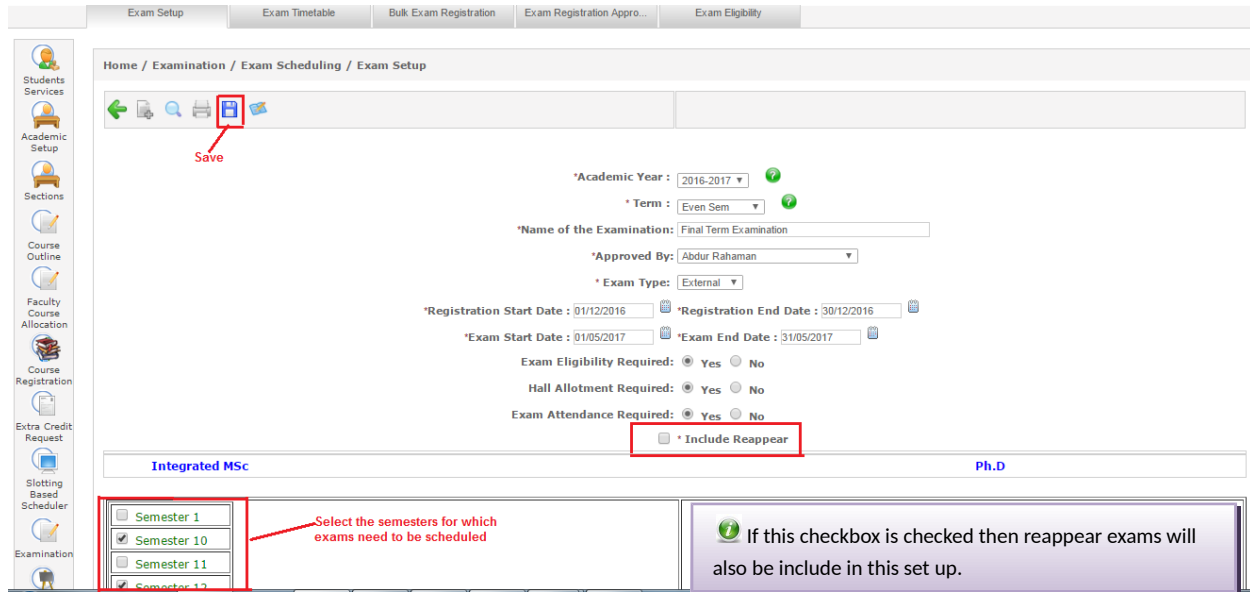 Exam Setup
Exam Timetable
Bulk Exam Registration
Exam Registration Appro...
Exam Eligibility
Students
Services
Academic
Setup
Sections
Course
Outline
Faculty
Course
Allocation
Course
Registration
Extra Credit
Request
Slotting
Based
Scheduler
Examination
Home / Examination / Exam Scheduling / Exam Setup
Save
*Academic Year : 2016-2017
* Term : Even Sem
*Name of the Examination: Final Term Examination
*Approved By: Abdur Rahaman
* Exam Type: External
*Registration Start Date : 01/12/2016 *Registration End Date : 30/12/2016
*Exam Start Date : 01/05/2017 *Exam End Date : 31/05/2017
Exam Eligibility Required: Yes No
Hall Allotment Required: Yes No
Exam Attendance Required: Yes No
* Include Reappear
Integrated MSc
Ph.D
Semester 1
Semester 10
Semester 11
Semester 12
Select the semesters for which
exams need to be scheduled
If this checkbox is checked then reappear exams will
also be include in this set up.